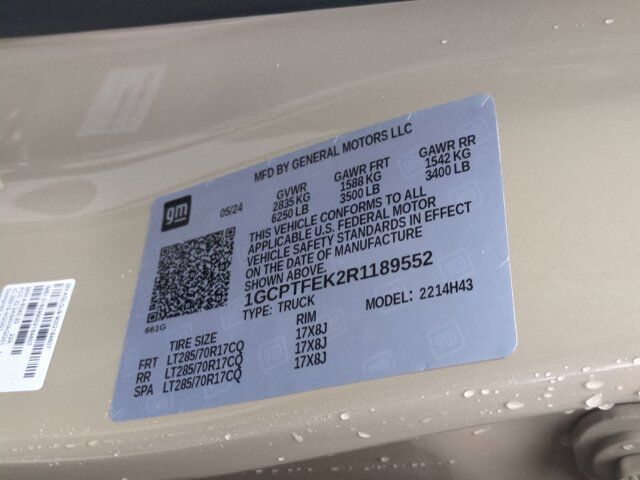 MFD BY GENERAL MOTORS LLC
gm
05/24
GVWR GAWR FRT GAWR RR
2835 KG 1588 KG 1542 KG
6250 LB 3500 LB 3400 LB
THIS VEHICLE CONFORMS TO ALL
APPLICABLE U.S. FEDERAL MOTOR
VEHICLE SAFETY STANDARDS IN EFFECT
ON THE DATE OF MANUFACTURE
SHOWN ABOVE.
1GCPTFEK2R1189552
661G
TYPE: TRUCK MODEL: 2214H43
TIRE SIZE RIM
FRT LT285/70R17CQ 17X8J
RR LT285/70R17CQ 17X8J
SPA LT285/70R17CQ 17X8J